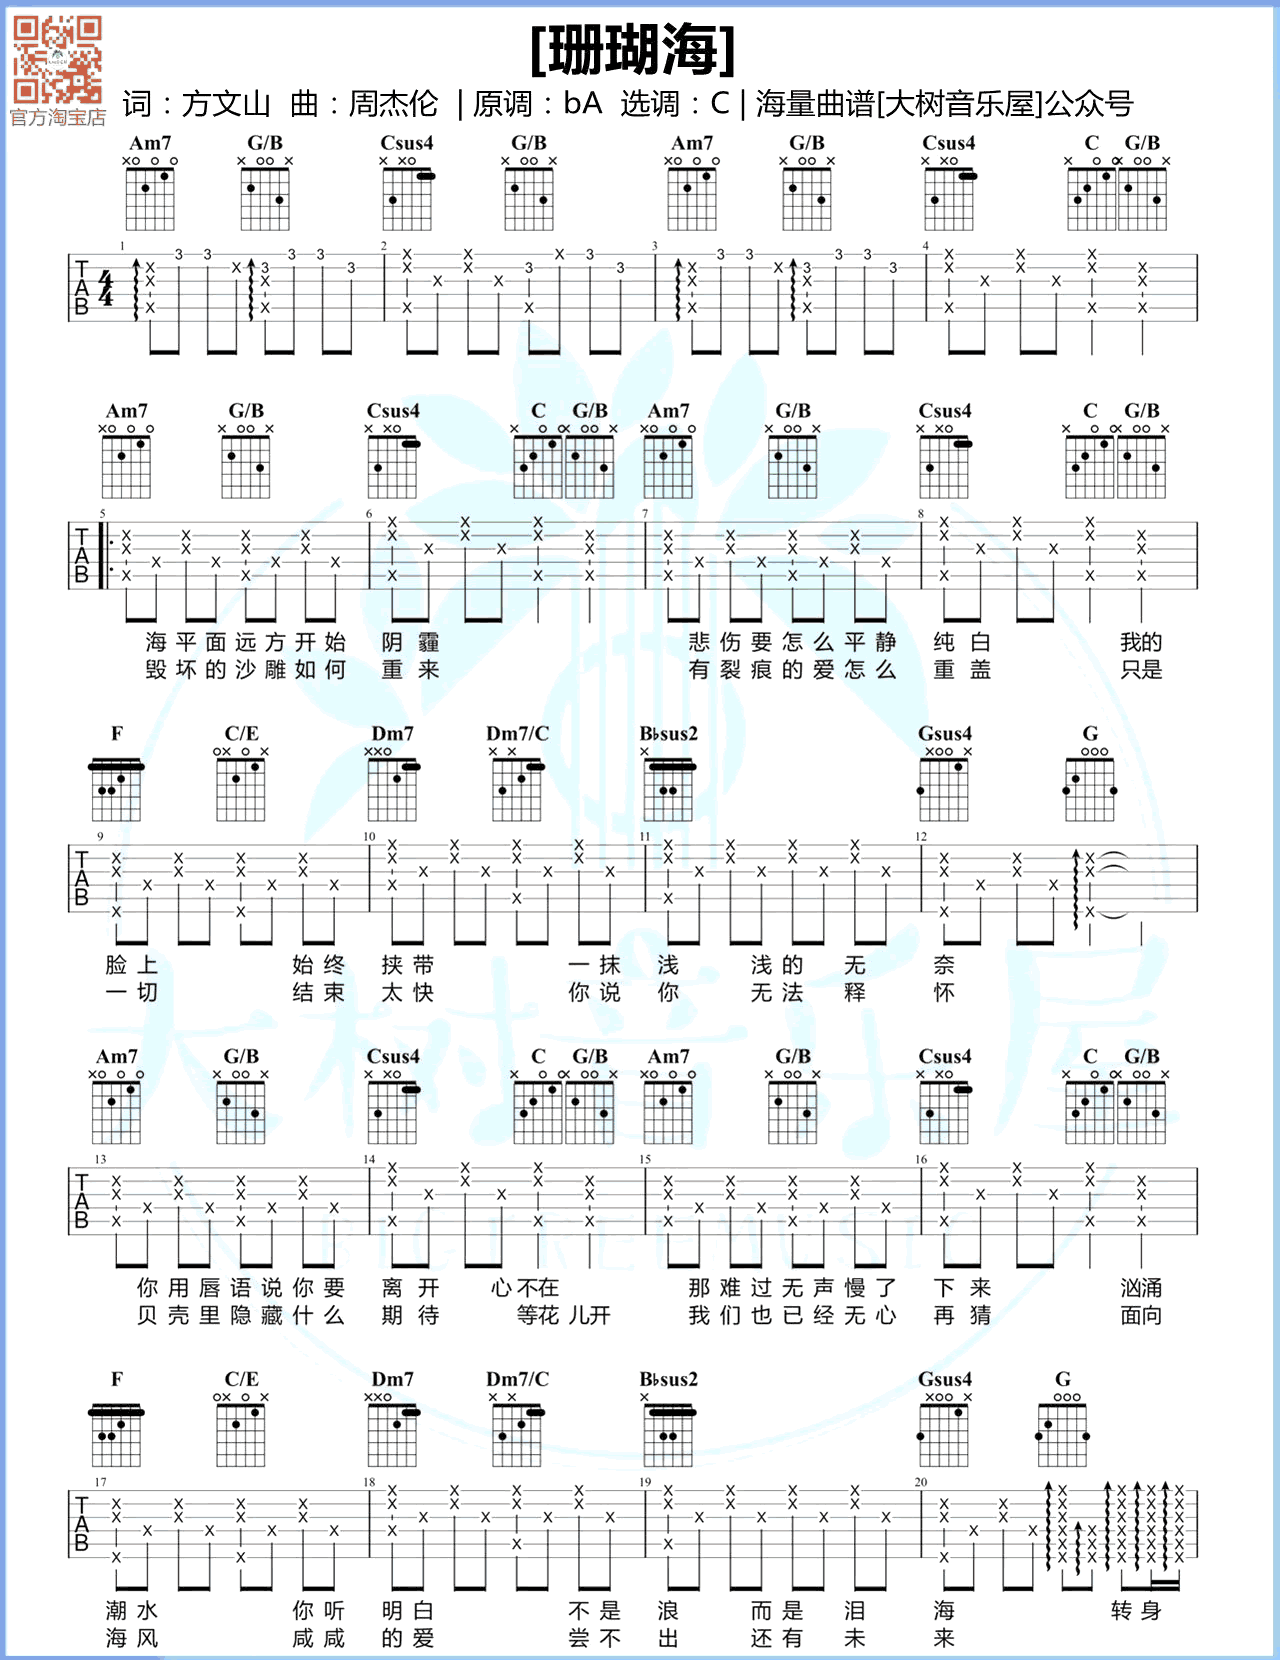 [珊瑚海]
词：方文山 曲：周杰伦 | 原调：bA 选调：C | 海量曲谱[大树音乐屋]公众号
官方淘宝店
Am7 G/B Csus4 G/B Am7 G/B Csus4 C G/B
1 2 3 4
T A B 4/4
3 3 3 3 3 3 3 3 3 3 3 3 3 3 3 3
Am7 G/B Csus4 C G/B Am7 G/B Csus4 C G/B
5 6 7 8
T A B
海平面远方开始 阴霾 悲伤要怎么平静 纯白 我的
毁坏的沙雕如何 重来 有裂痕的爱怎么 重盖 只是
F C/E Dm7 Dm7/C B♭sus2 Gsus4 G
9 10 11 12
T A B
脸上 始终 挟带 一抹 浅 浅的 无 奈
一切 结束 太快 你说 你 无法 释 怀
大树音乐屋
Am7 G/B Csus4 C G/B Am7 G/B Csus4 C G/B
13 14 15 16
T A B
BIGTREEMUSIC
你用唇语说你要 离开 心不在 那难过无声慢了 下来 汹涌
贝壳里隐藏什么 期待 等花儿开 我们也已经无心 再猜 面向
F C/E Dm7 Dm7/C B♭sus2 Gsus4 G
17 18 19 20
T A B
潮水 你听 明白 不是 浪 而是 泪 海 转身
海风 咸咸 的爱 尝不 出 还有 未 来